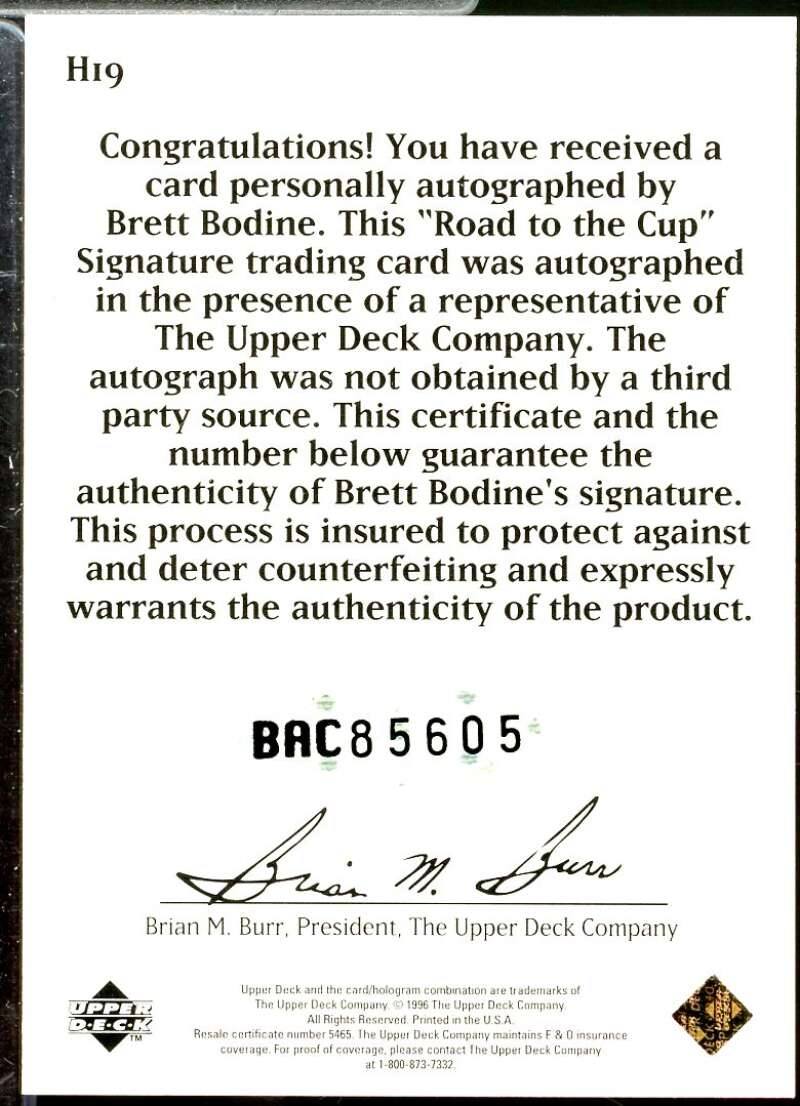 H19
Congratulations! You have received a
card personally autographed by
Brett Bodine. This "Road to the Cup"
Signature trading card was autographed
in the presence of a representative of
The Upper Deck Company. The
autograph was not obtained by a third
party source. This certificate and the
number below guarantee the
authenticity of Brett Bodine's signature.
This process is insured to protect against
and deter counterfeiting and expressly
warrants the authenticity of the product.
BAC85605
Brian M. Burr
Brian M. Burr, President, The Upper Deck Company
Upper Deck and the card/hologram combination are trademarks of
The Upper Deck Company. © 1996 The Upper Deck Company.
All Rights Reserved. Printed in the U.S.A.
Resale certificate number 5465. The Upper Deck Company maintains E & O insurance
coverage. For proof of coverage, please contact The Upper Deck Company
at 1-800-873-7332.
UPPER
D·E·C·K
TM